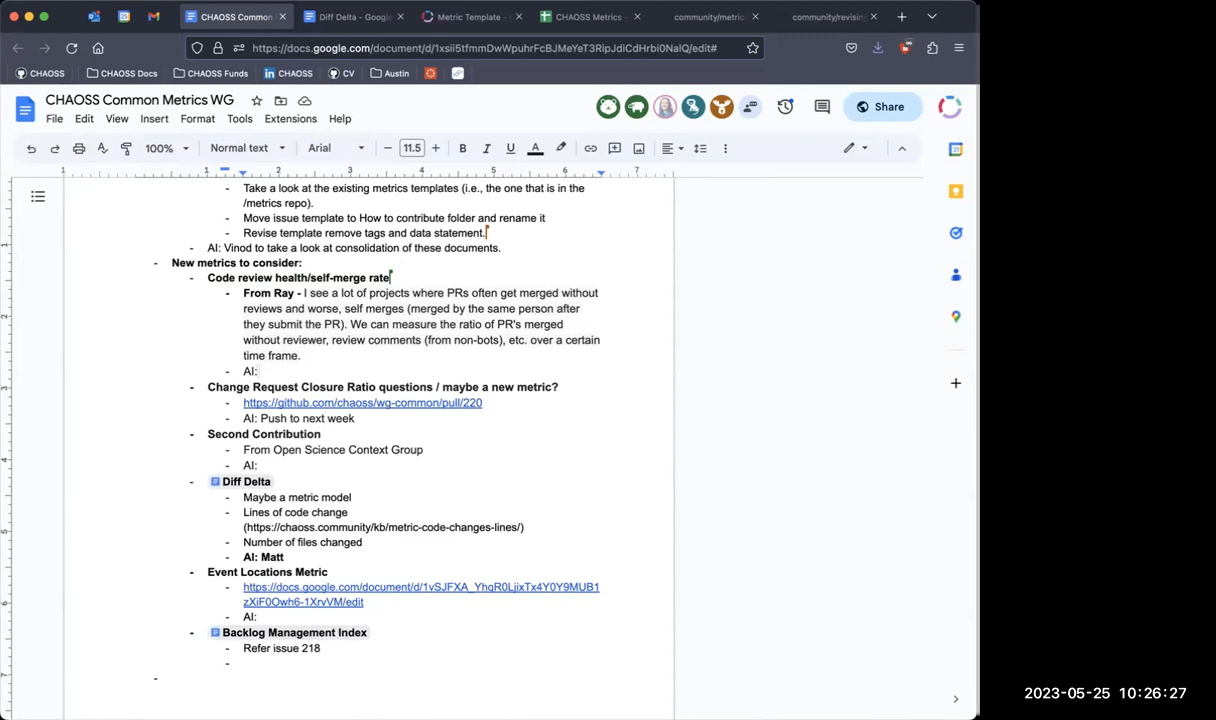 CHAOSS Common
Diff Delta - Google
Metric Template - 
CHAOSS Metrics - 
community/metric
community/revising
https://docs.google.com/document/d/1xsii5tfmmDwWpuhrFcBJMeYeT3RipJdiCdHrbi0NalQ/edit#
CHAOSS
CHAOSS Docs
CHAOSS Funds
CHAOSS
CV
Austin
CHAOSS Common Metrics WG
File Edit View Insert Format Tools Extensions Help
Share
100% Normal text Arial 11.5
1 1 2 3 4 5 6 7
- Take a look at the existing metrics templates (i.e., the one that is in the
/metrics repo).
- Move issue template to How to contribute folder and rename it
- Revise template remove tags and data statement.
- AI: Vinod to take a look at consolidation of these documents.
- New metrics to consider:
- Code review health/self-merge rate
- From Ray - I see a lot of projects where PRs often get merged without
reviews and worse, self merges (merged by the same person after
they submit the PR). We can measure the ratio of PR's merged
without reviewer, review comments (from non-bots), etc. over a certain
time frame.
- AI:
- Change Request Closure Ratio questions / maybe a new metric?
- https://github.com/chaoss/wg-common/pull/220
- AI: Push to next week
- Second Contribution
- From Open Science Context Group
- AI:
- Diff Delta
- Maybe a metric model
- Lines of code change
(https://chaoss.community/kb/metric-code-changes-lines/)
- Number of files changed
- AI: Matt
- Event Locations Metric
- https://docs.google.com/document/d/1vSJFXA_YhqR0LjixTx4Y0Y9MUB1
zXiF0Owh6-1XrvVM/edit
- AI:
- Backlog Management Index
- Refer issue 218
-
-
2023-05-25 10:26:27